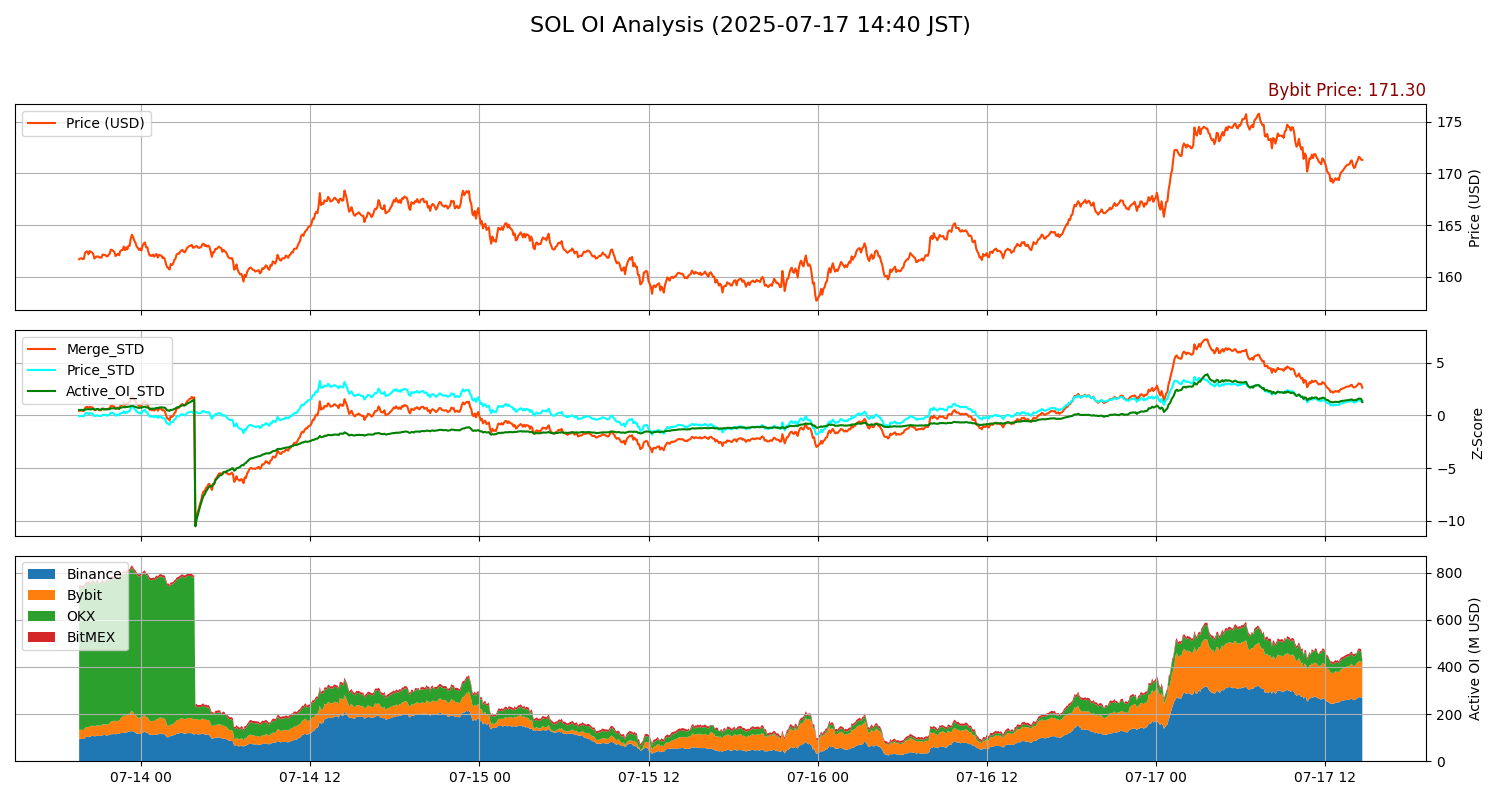 SOL OI Analysis (2025-07-17 14:40 JST)
Bybit Price: 171.30
Price (USD)
175
170
165
160
Price (USD)
Merge_STD
Price_STD
Active_OI_STD
5
0
−5
−10
Z-Score
Binance
Bybit
OKX
BitMEX
800
600
400
200
0
Active OI (M USD)
07-14 00
07-14 12
07-15 00
07-15 12
07-16 00
07-16 12
07-17 00
07-17 12